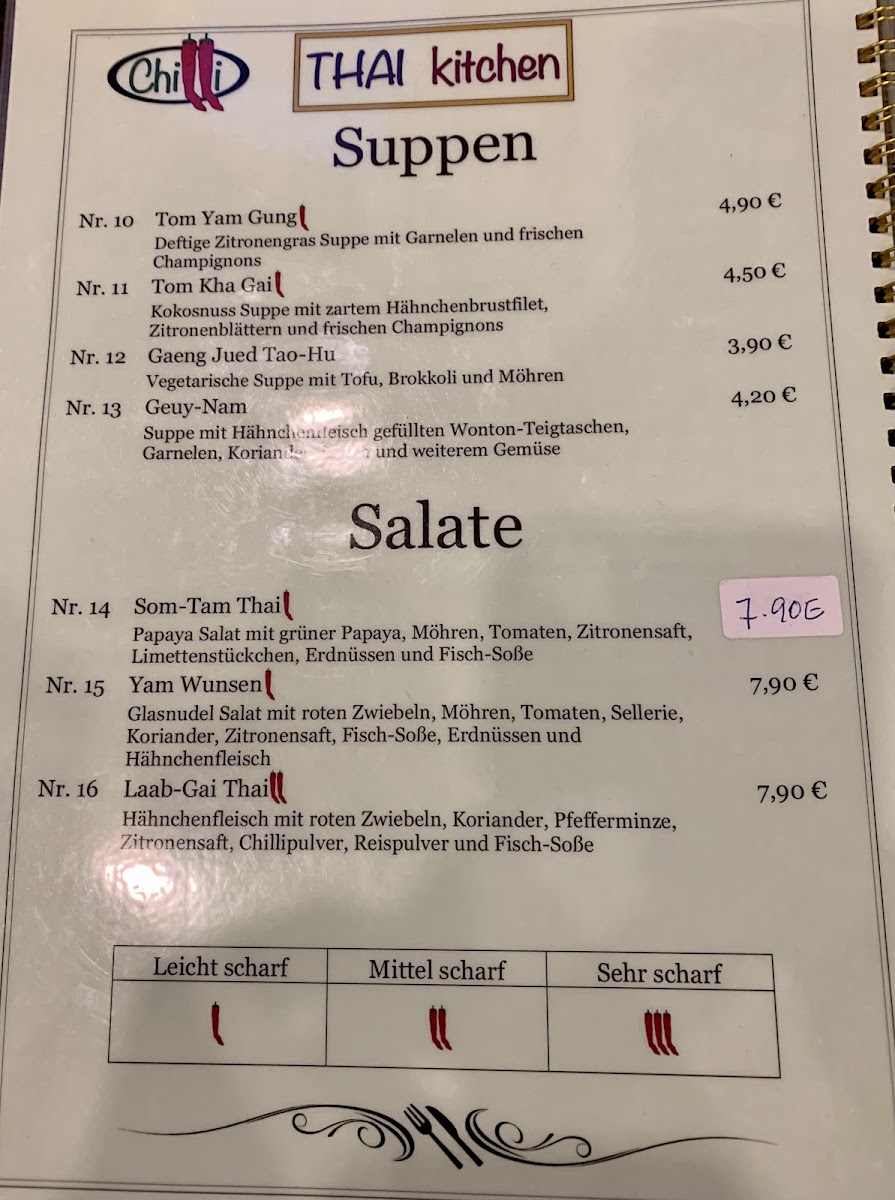 Chilli
THAI kitchen
Suppen
Nr. 10 Tom Yam Gung 4,90 €
Deftige Zitronengras Suppe mit Garnelen und frischen
Champignons
Nr. 11 Tom Kha Gai 4,50 €
Kokosnuss Suppe mit zartem Hähnchenbrustfilet,
Zitronenblättern und frischen Champignons
Nr. 12 Gaeng Jued Tao-Hu 3,90 €
Vegetarische Suppe mit Tofu, Brokkoli und Möhren
Nr. 13 Geuy-Nam 4,20 €
Suppe mit Hähnchenfleisch gefüllten Wonton-Teigtaschen,
Garnelen, Koriander und weiterem Gemüse
Salate
Nr. 14 Som-Tam Thai 7.90€
Papaya Salat mit grüner Papaya, Möhren, Tomaten, Zitronensaft,
Limettenstückchen, Erdnüssen und Fisch-Soße
Nr. 15 Yam Wunsen 7,90 €
Glasnudel Salat mit roten Zwiebeln, Möhren, Tomaten, Sellerie,
Koriander, Zitronensaft, Fisch-Soße, Erdnüssen und
Hähnchenfleisch
Nr. 16 Laab-Gai Thai 7,90 €
Hähnchenfleisch mit roten Zwiebeln, Koriander, Pfefferminze,
Zitronensaft, Chillipulver, Reispulver und Fisch-Soße
Leicht scharf Mittel scharf Sehr scharf